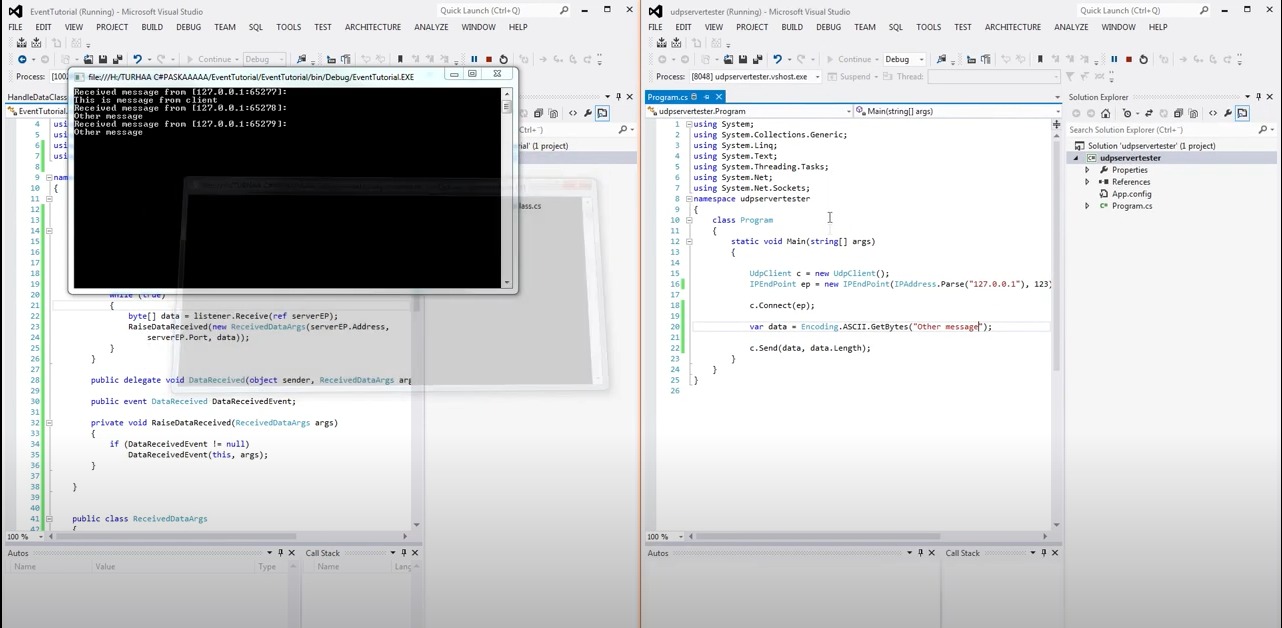 EventTutorial (Running) - Microsoft Visual Studio
Quick Launch (Ctrl+Q)
FILE EDIT VIEW PROJECT BUILD DEBUG TEAM SQL TOOLS TEST ARCHITECTURE ANALYZE WINDOW HELP
Continue Debug
Process:
file:///H:/TURHAA C#PASKAAAAA/EventTutorial/EventTutorial/bin/Debug/EventTutorial.EXE
Received message from [127.0.0.1:65277]:
This is message from client
Received message from [127.0.0.1:65278]:
Other message
Received message from [127.0.0.1:65279]:
Other message
HandleDataClass
EventTutorial.
(1 project)
lass.cs
4
5
6
7
8
9
10 {
11
12
13
14
15
16
17
18
19
20 while (true)
21 {
22 byte[] data = listener.Receive(ref serverEP);
23 RaiseDataReceived(new ReceivedDataArgs(serverEP.Address,
24 serverEP.Port, data));
25 }
26 }
27
28 public delegate void DataReceived(object sender, ReceivedDataArgs arg
29
30 public event DataReceived DataReceivedEvent;
31
32 private void RaiseDataReceived(ReceivedDataArgs args)
33 {
34 if (DataReceivedEvent != null)
35 DataReceivedEvent(this, args);
36 }
37
38 }
39
40
41 public class ReceivedDataArgs
42 {
100 %
Autos Call Stack
Name Value Type Name Lang
udpservertester (Running) - Microsoft Visual Studio
Quick Launch (Ctrl+Q)
FILE EDIT VIEW PROJECT BUILD DEBUG TEAM SQL TOOLS TEST ARCHITECTURE ANALYZE WINDOW HELP
Continue Debug
Process: [8048] udpservertester.vshost.exe Suspend Thread:
Program.cs
udpservertester.Program Main(string[] args)
1 using System;
2 using System.Collections.Generic;
3 using System.Linq;
4 using System.Text;
5 using System.Threading.Tasks;
6 using System.Net;
7 using System.Net.Sockets;
8 namespace udpservertester
9 {
10 class Program
11 {
12 static void Main(string[] args)
13 {
14
15 UdpClient c = new UdpClient();
16 IPEndPoint ep = new IPEndPoint(IPAddress.Parse("127.0.0.1"), 123)
17
18 c.Connect(ep);
19
20 var data = Encoding.ASCII.GetBytes("Other message");
21
22 c.Send(data, data.Length);
23 }
24 }
25 }
26
100 %
Autos Call Stack
Solution Explorer
Search Solution Explorer (Ctrl+¨)
Solution 'udpservertester' (1 project)
udpservertester
Properties
References
App.config
Program.cs